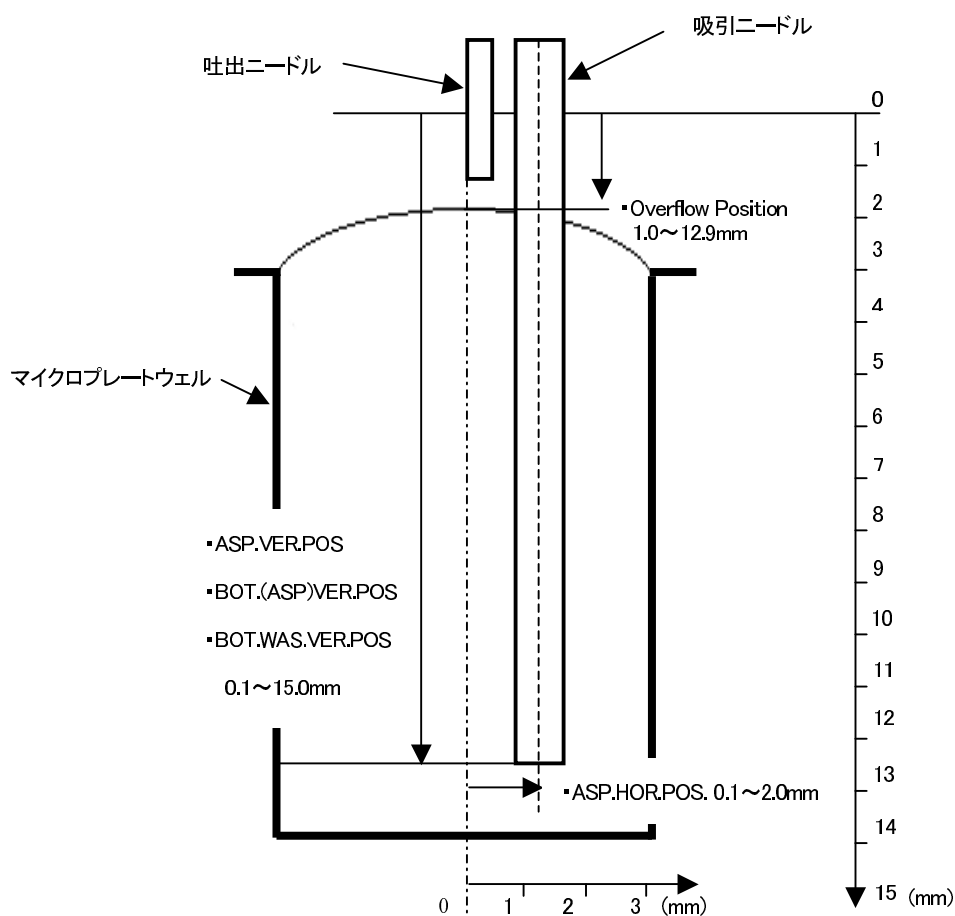 吸引ニードル
吐出ニードル
0
1
2
・Overflow Position
1.0～12.9mm
3
4
マイクロプレートウェル
5
6
7
8
・ASP.VER.POS
9
・BOT.(ASP)VER.POS
10
・BOT.WAS.VER.POS
11
0.1～15.0mm
12
13
・ASP.HOR.POS. 0.1～2.0mm
14
15 (mm)
0 1 2 3 (mm)